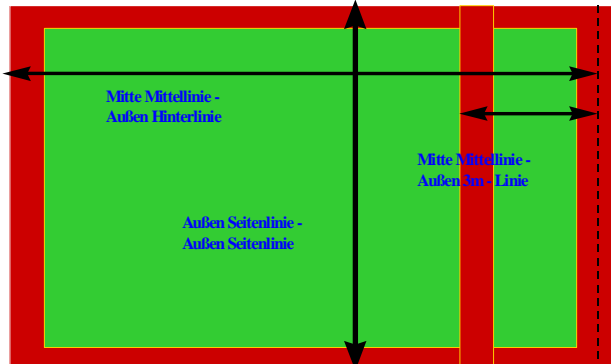 Mitte Mittellinie -
Außen Hinterlinie
Mitte Mittellinie -
Außen 3m - Linie
Außen Seitenlinie -
Außen Seitenlinie